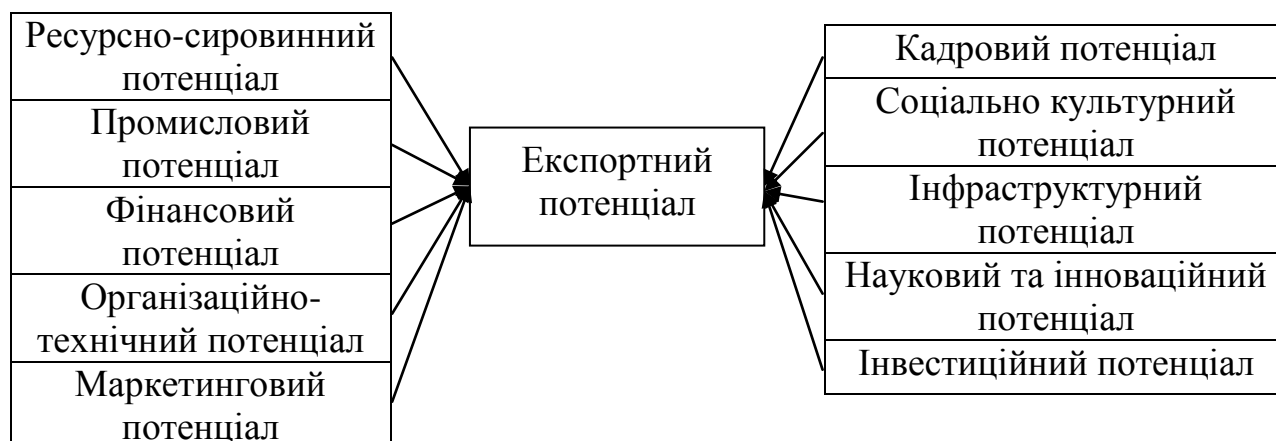 Ресурсно-сировинний
потенціал
Промисловий
потенціал
Фінансовий
потенціал
Організаційно-
технічний потенціал
Маркетинговий
потенціал
Експортний
потенціал
Кадровий потенціал
Соціально культурний
потенціал
Інфраструктурний
потенціал
Науковий та інноваційний
потенціал
Інвестиційний потенціал